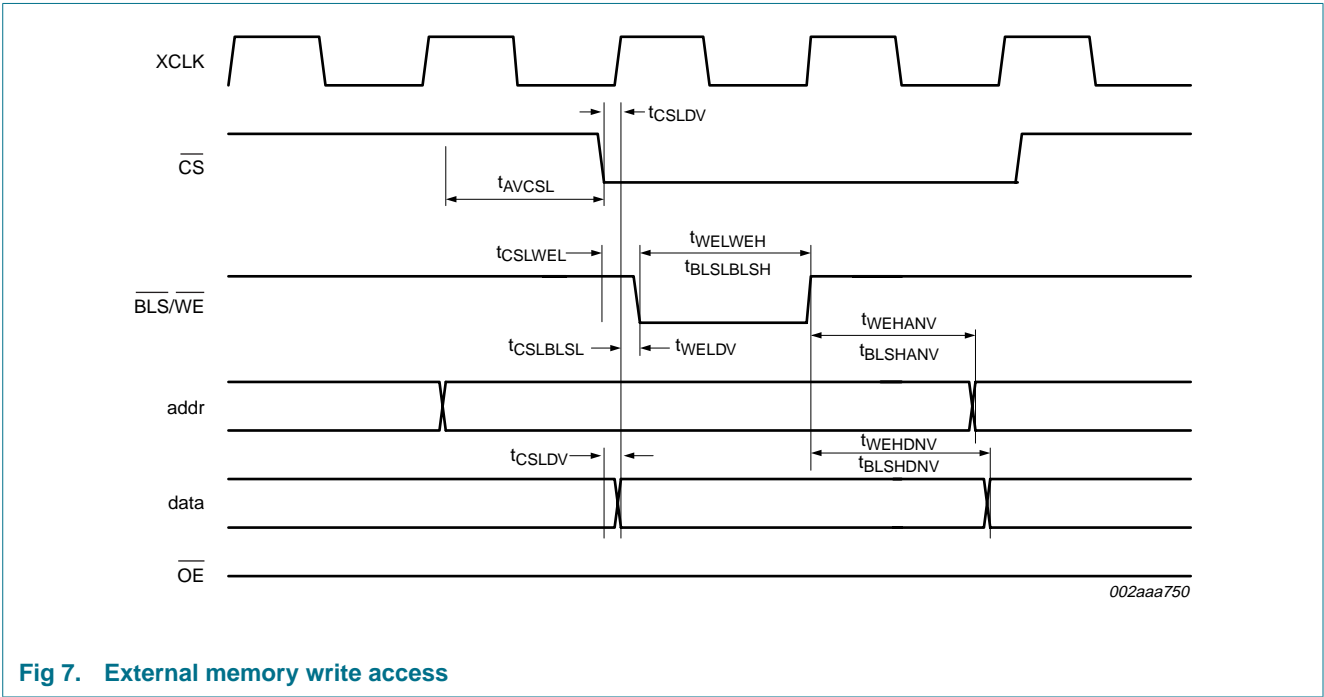 XCLK
tCSLDV
CS
tAVCSL
tCSLWEL
tWELWEH
tBLSLBLSH
BLS/WE
tCSLBLSL
tWELDV
tWEHANV
tBLSHANV
addr
tCSLDV
tWEHDNV
tBLSHDNV
data
OE
002aaa750
Fig 7. External memory write access